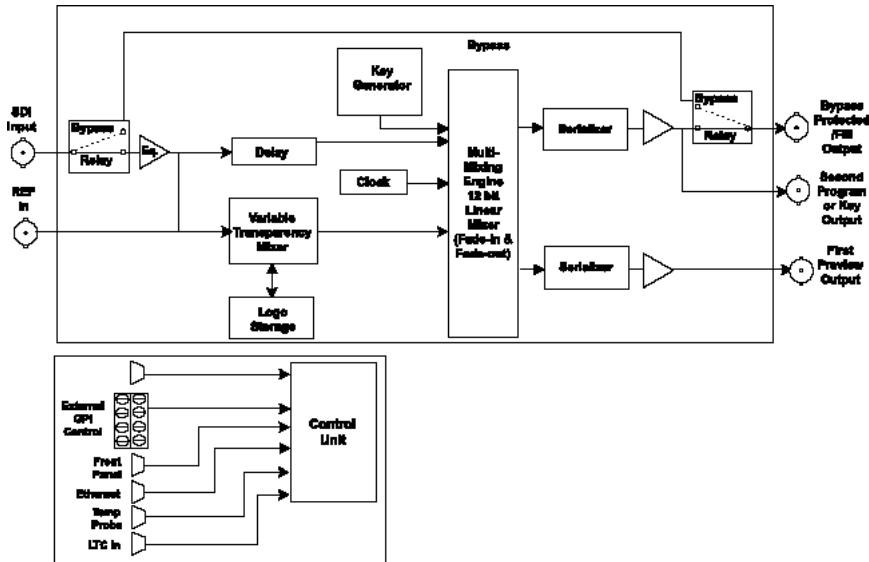 SDI
Input
REF
In
Bypass
Relay
Eq.
Delay
Variable
Transparency
Mixer
Logo
Storage
Key
Generator
Clock
Bypass
Multi-
Mixing
Engine
12 bit
Linear
Mixer
(Fade-in &
Fade-out)
Serializer
Serializer
Bypass
Relay
Bypass
Protected
/Fill
Output
Second
Program
or Key
Output
First
Preview
Output
External
GPI
Control
Front
Panel
Ethernet
Temp
Probe
LTC In
Control
Unit